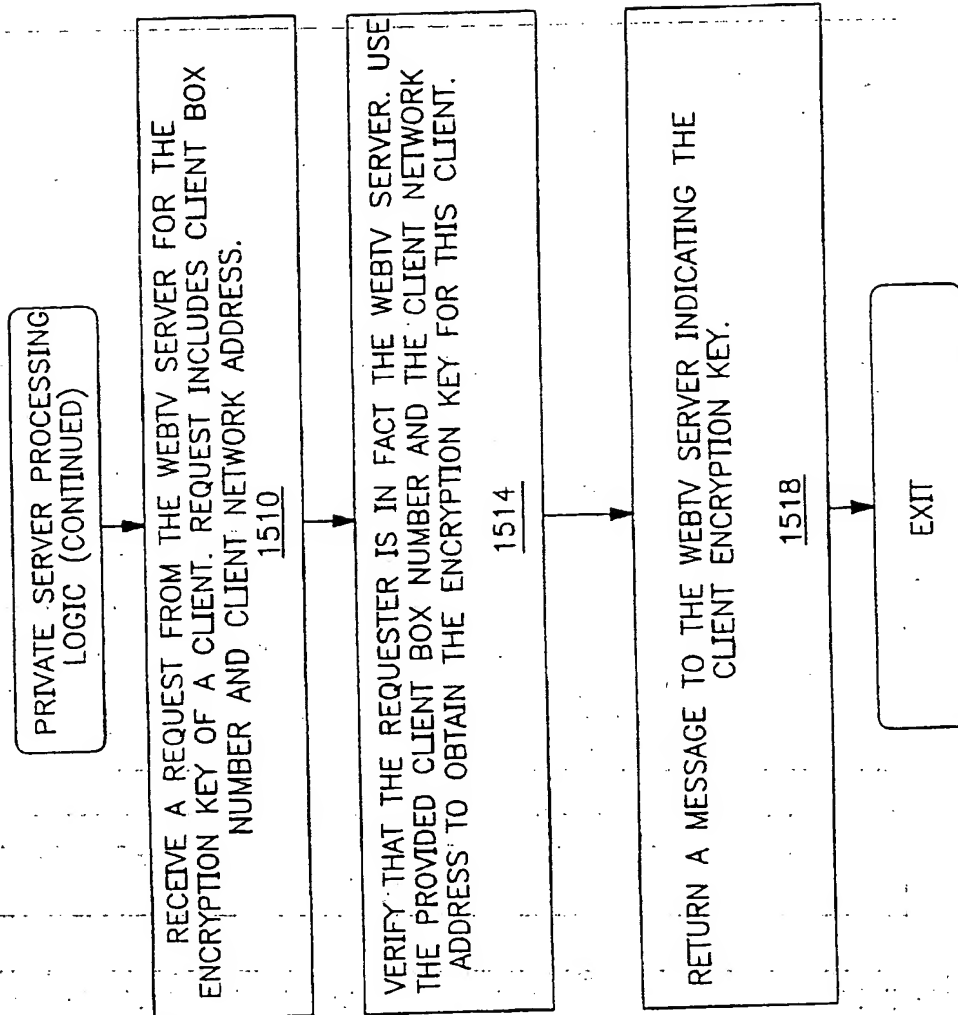 PRIVATE SERVER PROCESSING
LOGIC (CONTINUED)
RECEIVE A REQUEST FROM THE WEBTV SERVER FOR THE
ENCRYPTION KEY OF A CLIENT. REQUEST INCLUDES CLIENT BOX
NUMBER AND CLIENT NETWORK ADDRESS.
1510
VERIFY THAT THE REQUESTER IS IN FACT THE WEBTV SERVER. USE
THE PROVIDED CLIENT BOX NUMBER AND THE CLIENT NETWORK
ADDRESS TO OBTAIN THE ENCRYPTION KEY FOR THIS CLIENT.
1514
RETURN A MESSAGE TO THE WEBTV SERVER INDICATING THE
CLIENT ENCRYPTION KEY.
1518
EXIT